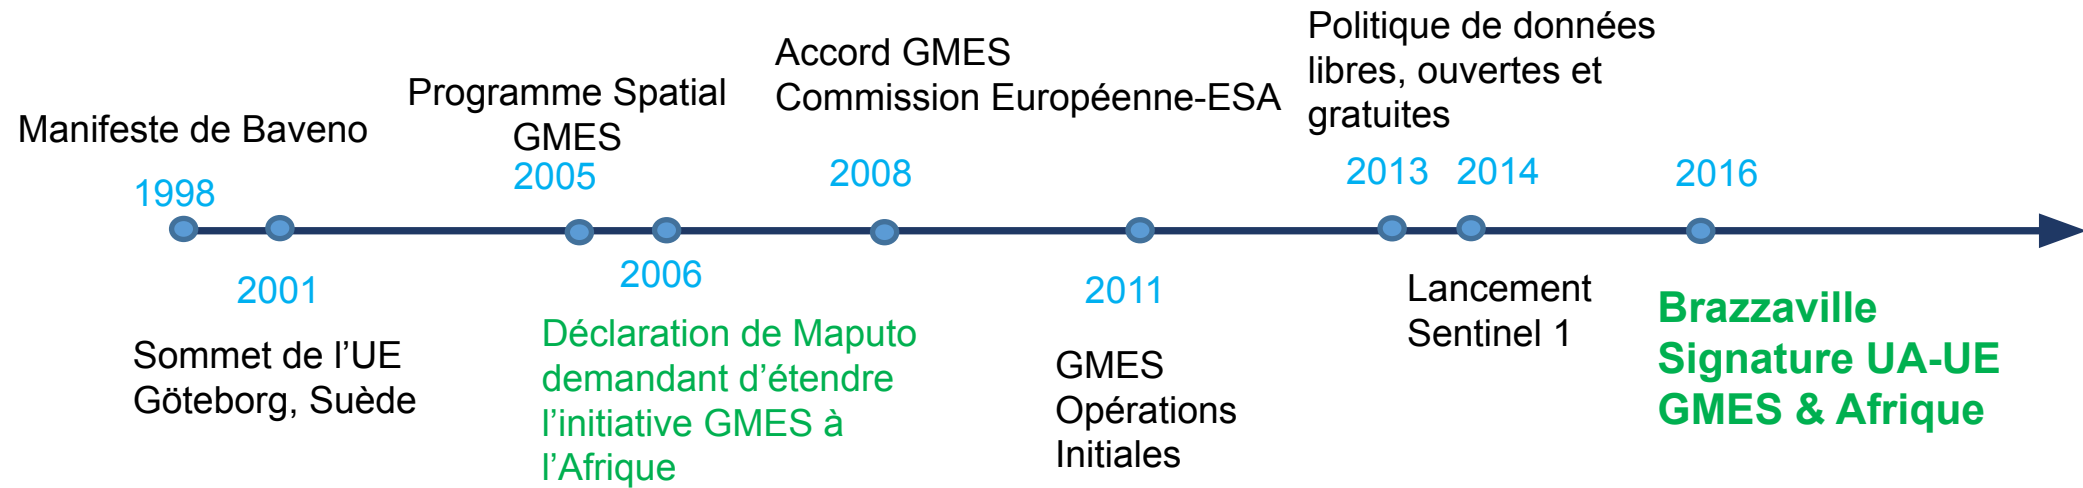 Manifeste de Baveno
1998
2001
Sommet de l’UE
Göteborg, Suède
Programme Spatial
GMES
2005
2006
Déclaration de Maputo
demandant d’étendre
l’initiative GMES à
l’Afrique
Accord GMES
Commission Européenne-ESA
2008
2011
GMES
Opérations
Initiales
Politique de données
libres, ouvertes et
gratuites
2013
2014
Lancement
Sentinel 1
2016
Brazzaville
Signature UA-UE
GMES & Afrique